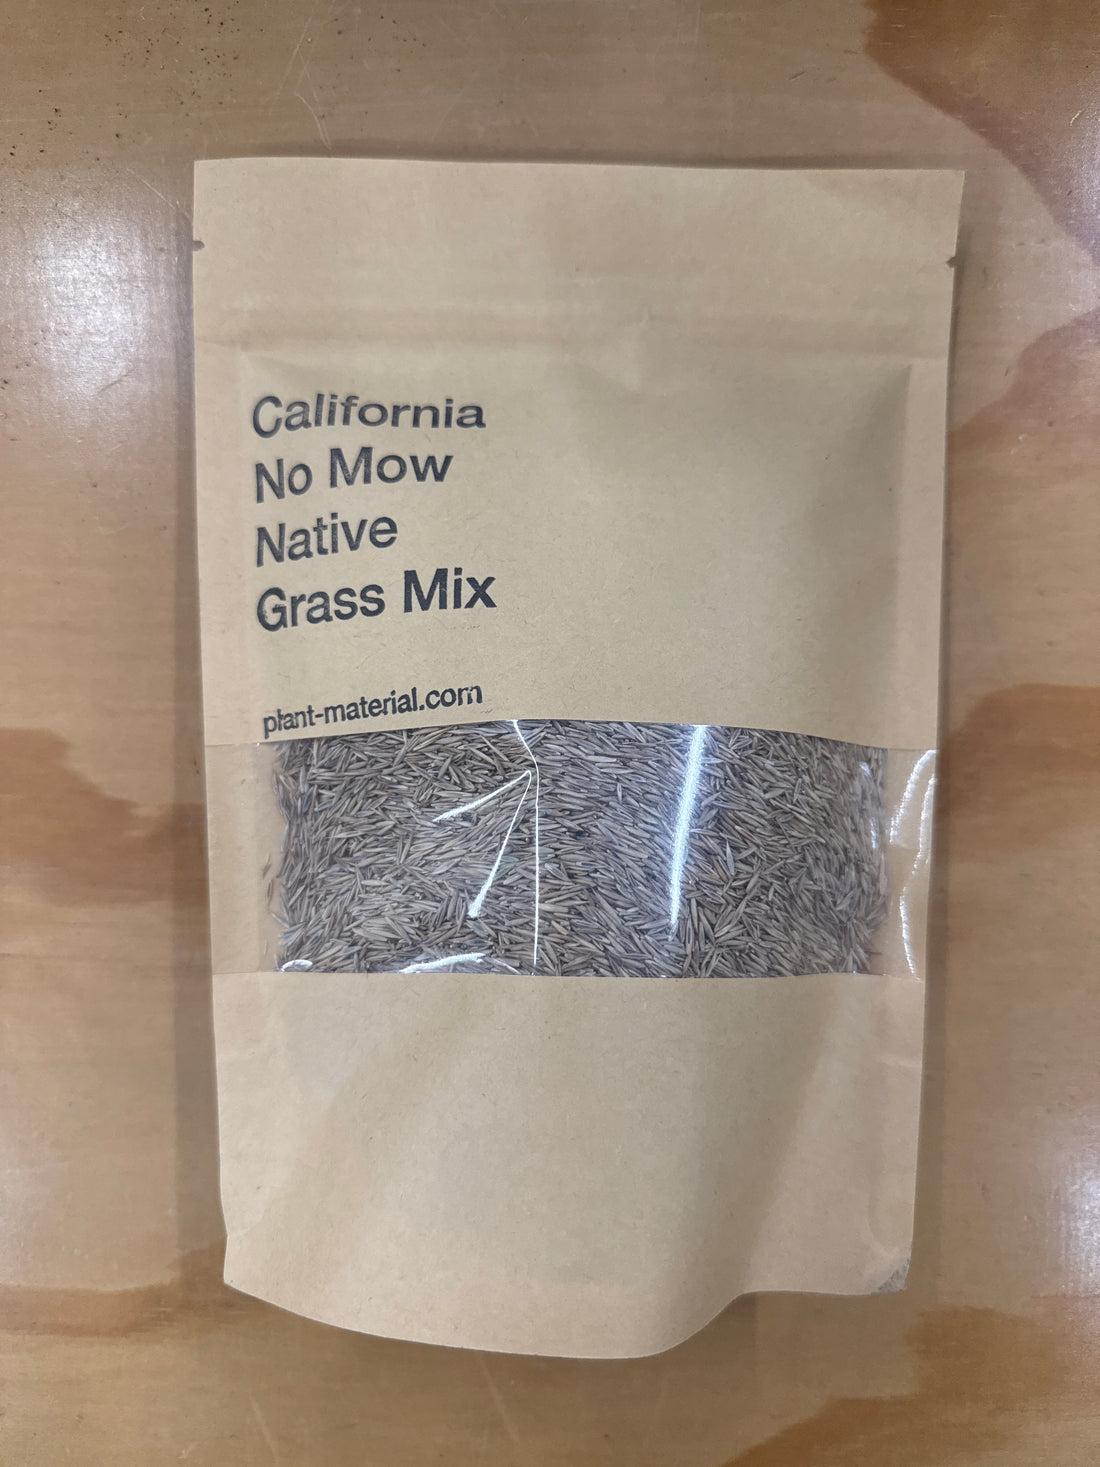 California
No Mow
Native
Grass Mix
plant-material.com